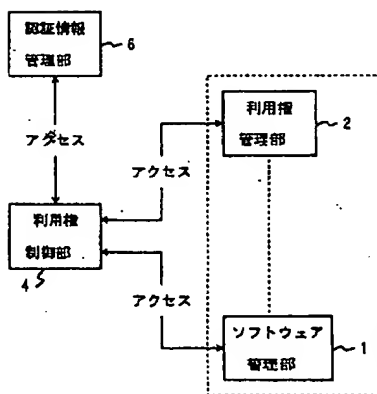 認証情報
管理部
6
アクセス
利用権
管理部
2
アクセス
利用権
制御部
4
アクセス
ソフトウェア
管理部
1